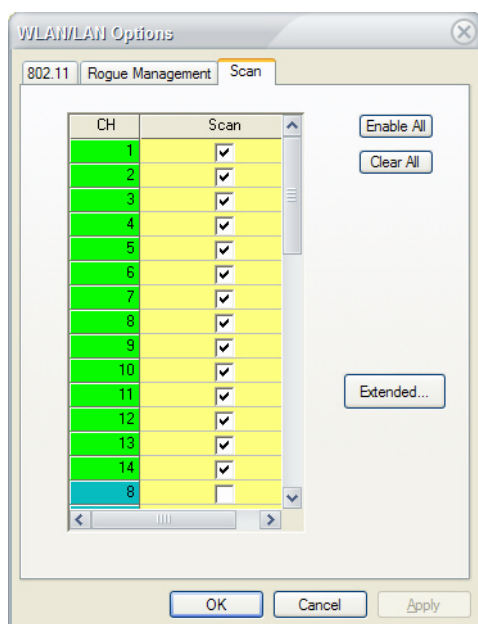 WLAN/LAN Options
802.11 Rogue Management Scan
CH Scan
Enable All
Clear All
1
2
3
4
5
6
7
8
9
10
11
12
13
14
8
Extended...
OK Cancel Apply